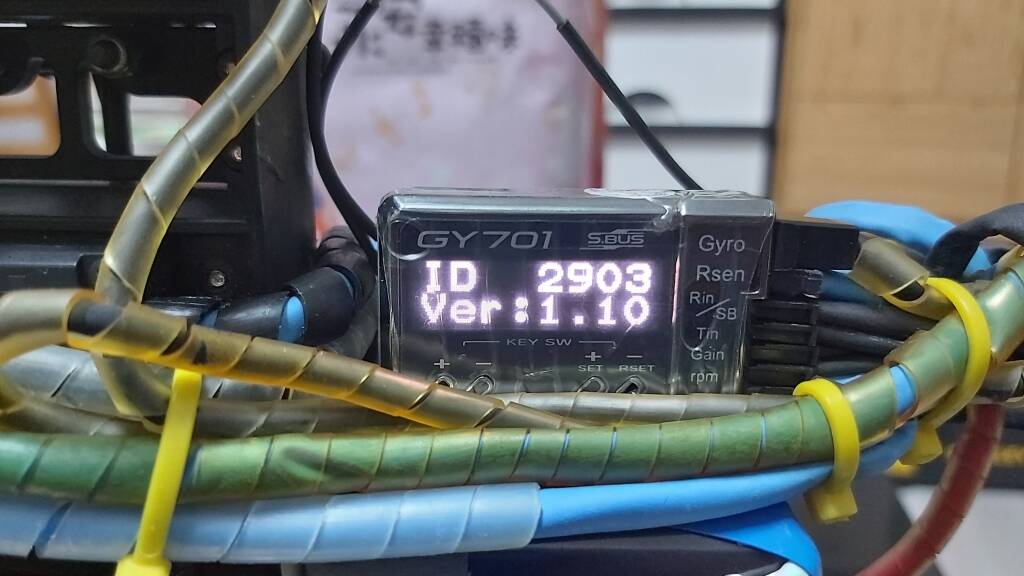 GY701 S.BUS
ID 2903
Ver:1.10
KEY SW
+ − + −
SET RSET
Gyro
Rsen
Rin/SB
Tin
Gain
rpm